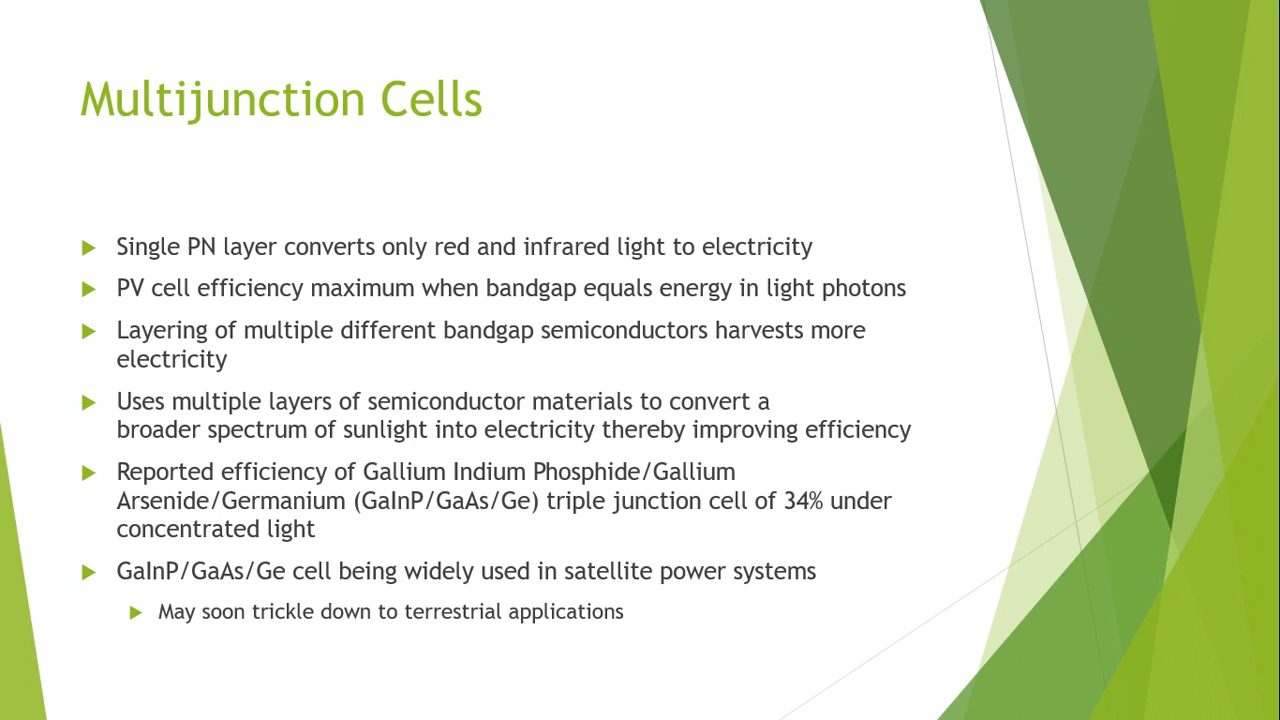 Multijunction Cells
Single PN layer converts only red and infrared light to electricity
PV cell efficiency maximum when bandgap equals energy in light photons
Layering of multiple different bandgap semiconductors harvests more
electricity
Uses multiple layers of semiconductor materials to convert a
broader spectrum of sunlight into electricity thereby improving efficiency
Reported efficiency of Gallium Indium Phosphide/Gallium
Arsenide/Germanium (GaInP/GaAs/Ge) triple junction cell of 34% under
concentrated light
GaInP/GaAs/Ge cell being widely used in satellite power systems
May soon trickle down to terrestrial applications